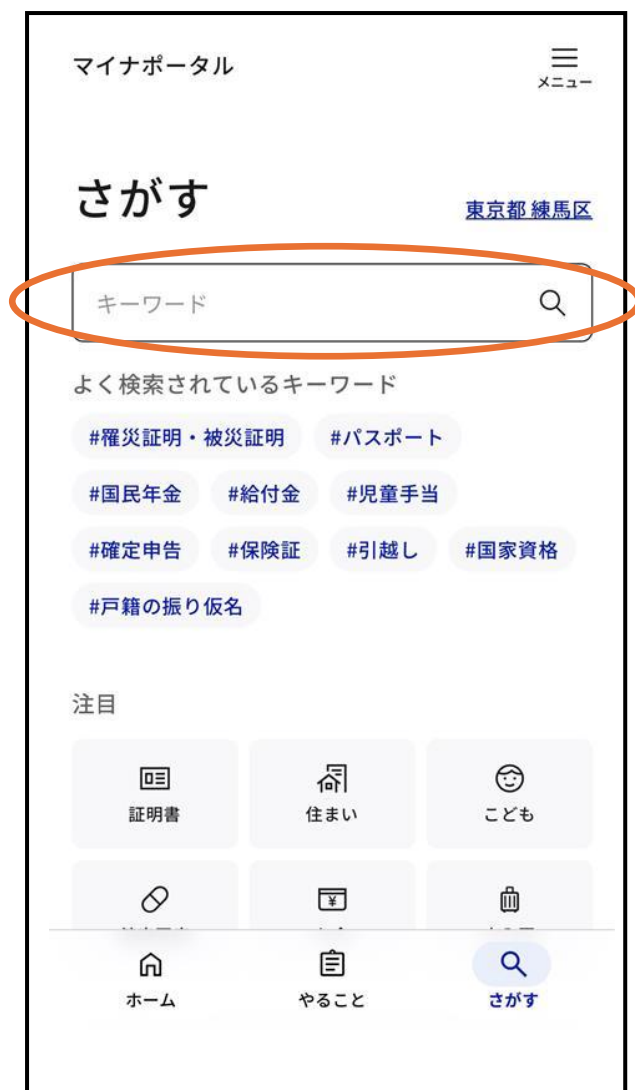 マイナポータル
メニュー
さがす
東京都 練馬区
キーワード
よく検索されているキーワード
#罹災証明・被災証明 #パスポート
#国民年金 #給付金 #児童手当
#確定申告 #保険証 #引越し #国家資格
#戸籍の振り仮名
注目
証明書 住まい こども
ホーム やること さがす